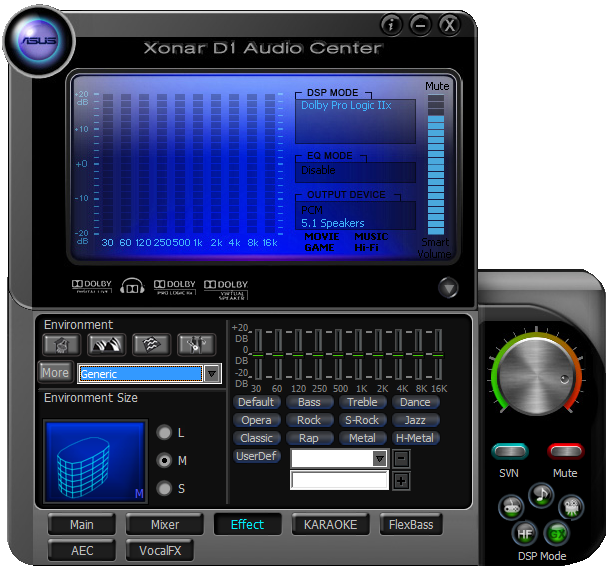 ASUS
i X
Xonar D1 Audio Center
+20 dB
+10
+0
-10
-20 dB
30 60 120 250 500 1k 2k 4k 8k 16k
DSP MODE
Dolby Pro Logic IIx
EQ MODE
Disable
OUTPUT DEVICE
PCM
5.1 Speakers
MOVIE MUSIC
GAME Hi-Fi
Mute
Smart
Volume
DOLBY DIGITAL LIVE
DOLBY PRO LOGIC IIx
DOLBY VIRTUAL SPEAKER
Environment
More Generic
Environment Size
L
M
S
M
+20
DB
0
DB
-20
DB
30 60 120 250 500 1K 2K 4K 8K 16K
Default Bass Treble Dance
Opera Rock S-Rock Jazz
Classic Rap Metal H-Metal
UserDef
Main Mixer Effect KARAOKE FlexBass
AEC VocalFX
SVN Mute
HF GX
DSP Mode